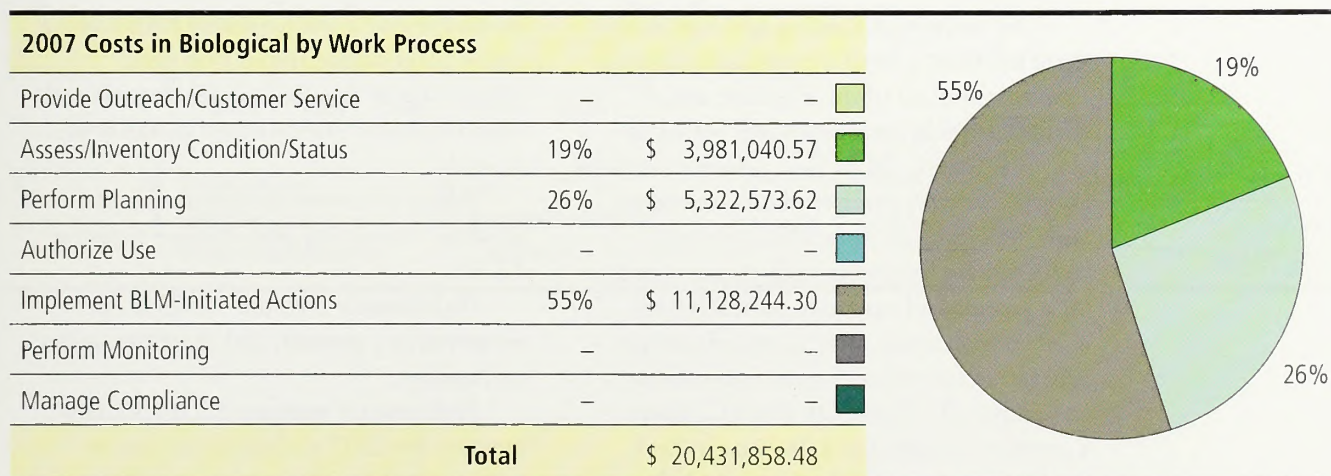 2007 Costs in Biological by Work Process
Provide Outreach/Customer Service – –
Assess/Inventory Condition/Status 19% $ 3,981,040.57
Perform Planning 26% $ 5,322,573.62
Authorize Use – –
Implement BLM-Initiated Actions 55% $ 11,128,244.30
Perform Monitoring – –
Manage Compliance – –
Total $ 20,431,858.48
55%
19%
26%